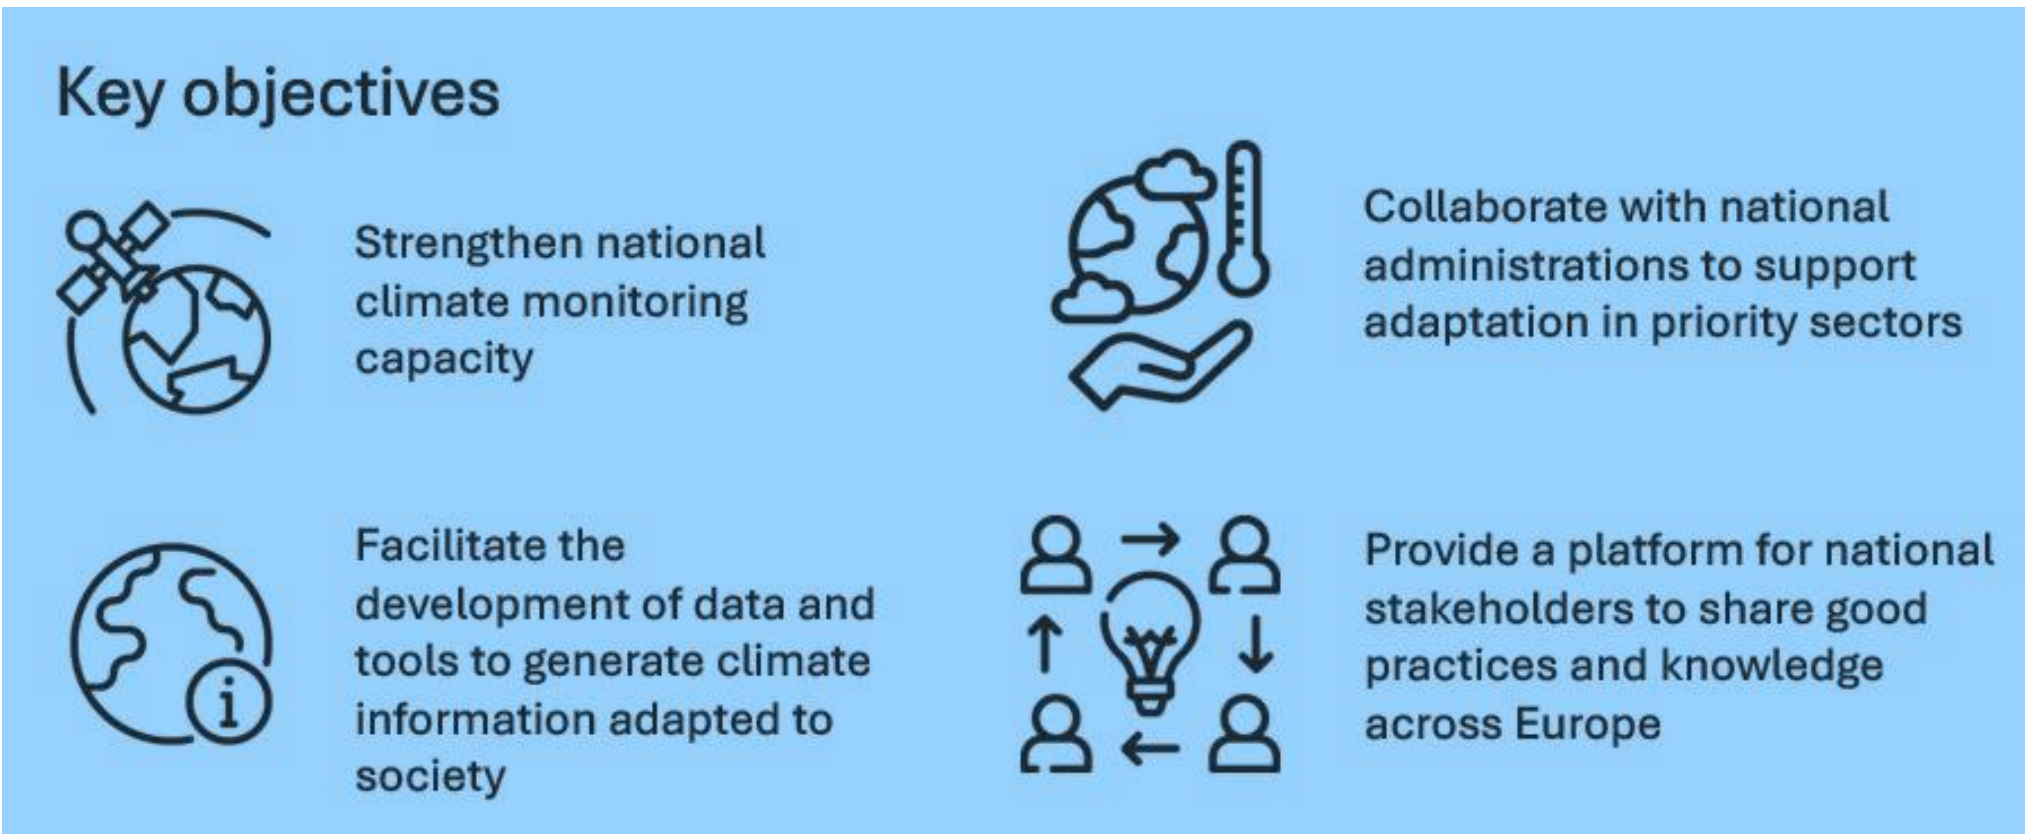 Key objectives
Strengthen national
climate monitoring
capacity
Collaborate with national
administrations to support
adaptation in priority sectors
Facilitate the
development of data and
tools to generate climate
information adapted to
society
i
Provide a platform for national
stakeholders to share good
practices and knowledge
across Europe